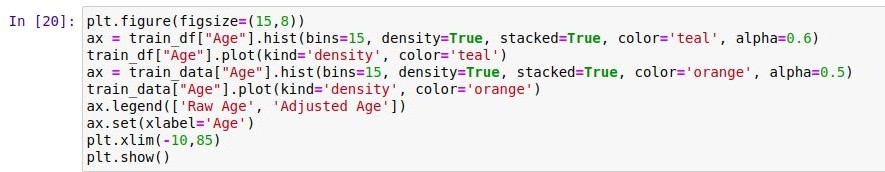 In [20]: plt.figure(figsize=(15,8))
ax = train_df["Age"].hist(bins=15, density=True, stacked=True, color='teal', alpha=0.6)
train_df["Age"].plot(kind='density', color='teal')
ax = train_data["Age"].hist(bins=15, density=True, stacked=True, color='orange', alpha=0.5)
train_data["Age"].plot(kind='density', color='orange')
ax.legend(['Raw Age', 'Adjusted Age'])
ax.set(xlabel='Age')
plt.xlim(-10,85)
plt.show()